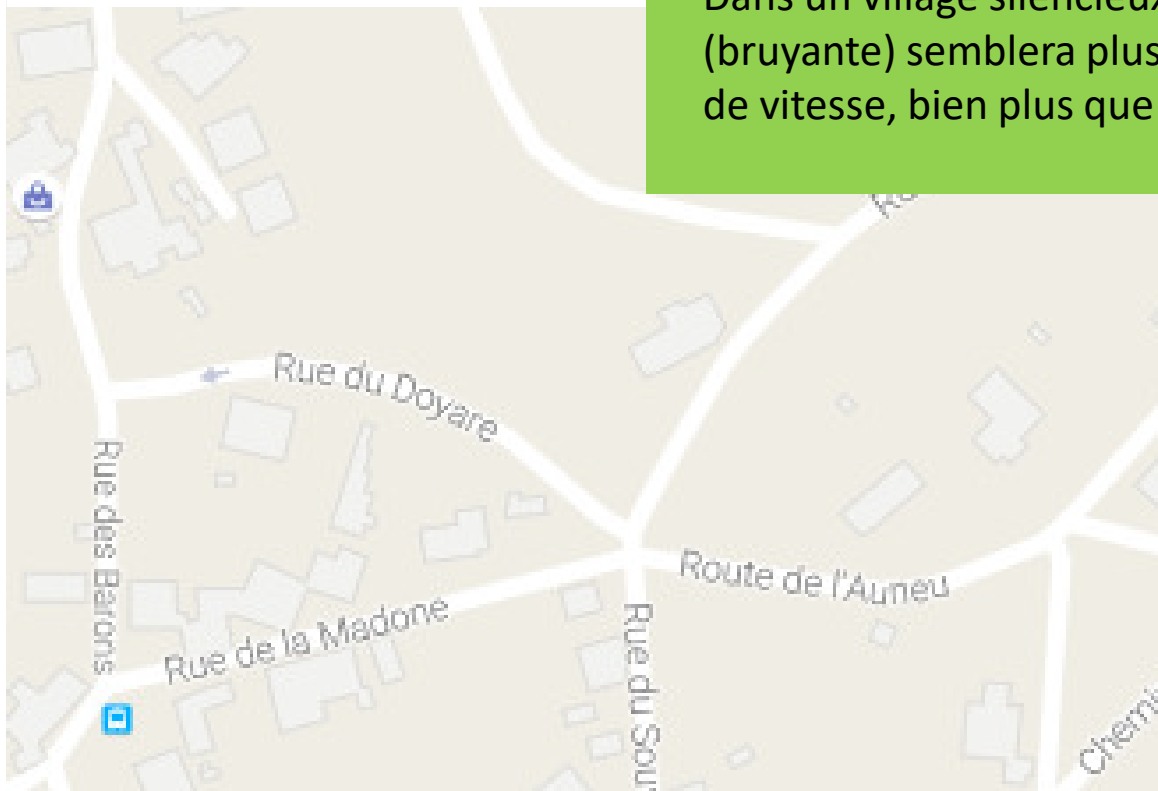 Dans un village silencieux
(bruyante) semblera plus
de vitesse, bien plus que
Rue du Doyare
Rue des Barons
Route de l'Auneu
Rue de la Madone